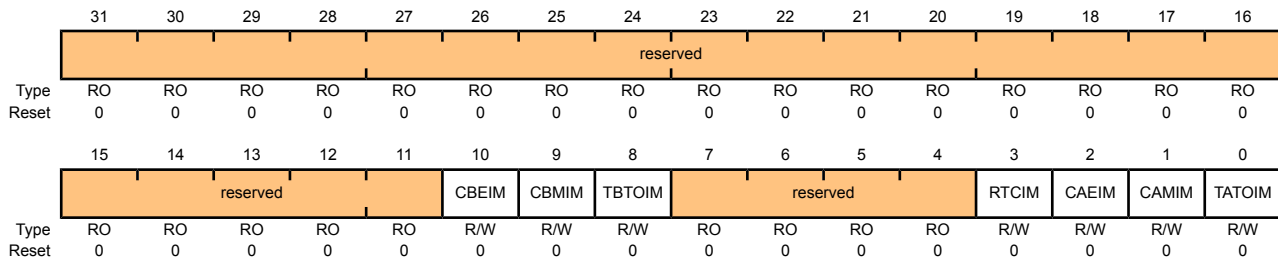 31 30 29 28 27 26 25 24 23 22 21 20 19 18 17 16
reserved
Type RO RO RO RO RO RO RO RO RO RO RO RO RO RO RO RO
Reset 0 0 0 0 0 0 0 0 0 0 0 0 0 0 0 0
15 14 13 12 11 10 9 8 7 6 5 4 3 2 1 0
reserved CBEIM CBMIM TBTOIM reserved RTCIM CAEIM CAMIM TATOIM
Type RO RO RO RO RO R/W R/W R/W RO RO RO RO R/W R/W R/W R/W
Reset 0 0 0 0 0 0 0 0 0 0 0 0 0 0 0 0